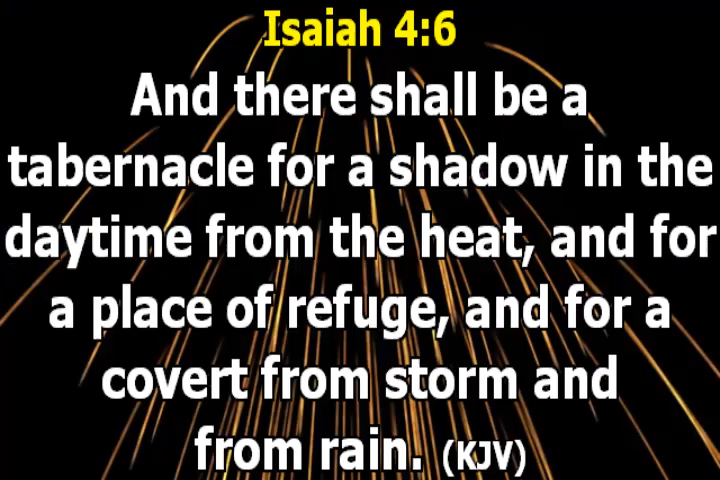 Isaiah 4:6
And there shall be a
tabernacle for a shadow in the
daytime from the heat, and for
a place of refuge, and for a
covert from storm and
from rain. (KJV)